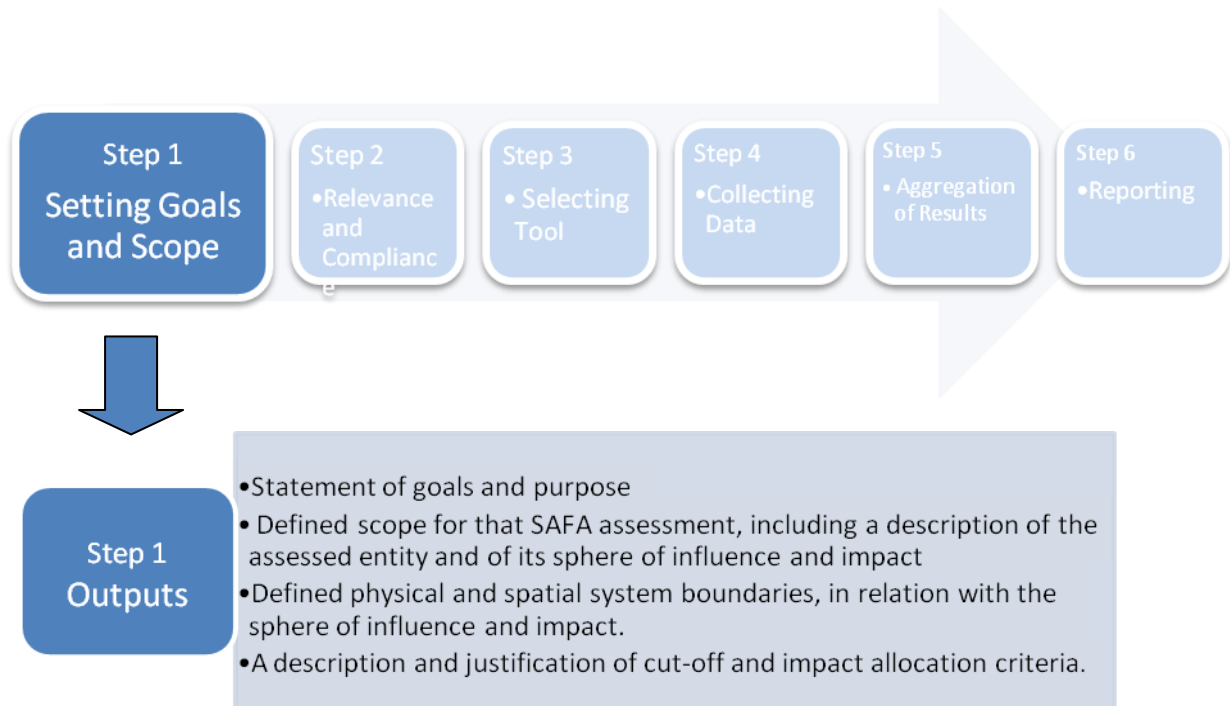 Step 1
Setting Goals
and Scope
Step 2
•Relevance
and
Complianc
e
Step 3
• Selecting
Tool
Step 4
•Collecting
Data
Step 5
• Aggregation
of Results
Step 6
•Reporting
Step 1
Outputs
•Statement of goals and purpose
• Defined scope for that SAFA assessment, including a description of the
assessed entity and of its sphere of influence and impact
•Defined physical and spatial system boundaries, in relation with the
sphere of influence and impact.
•A description and justification of cut-off and impact allocation criteria.